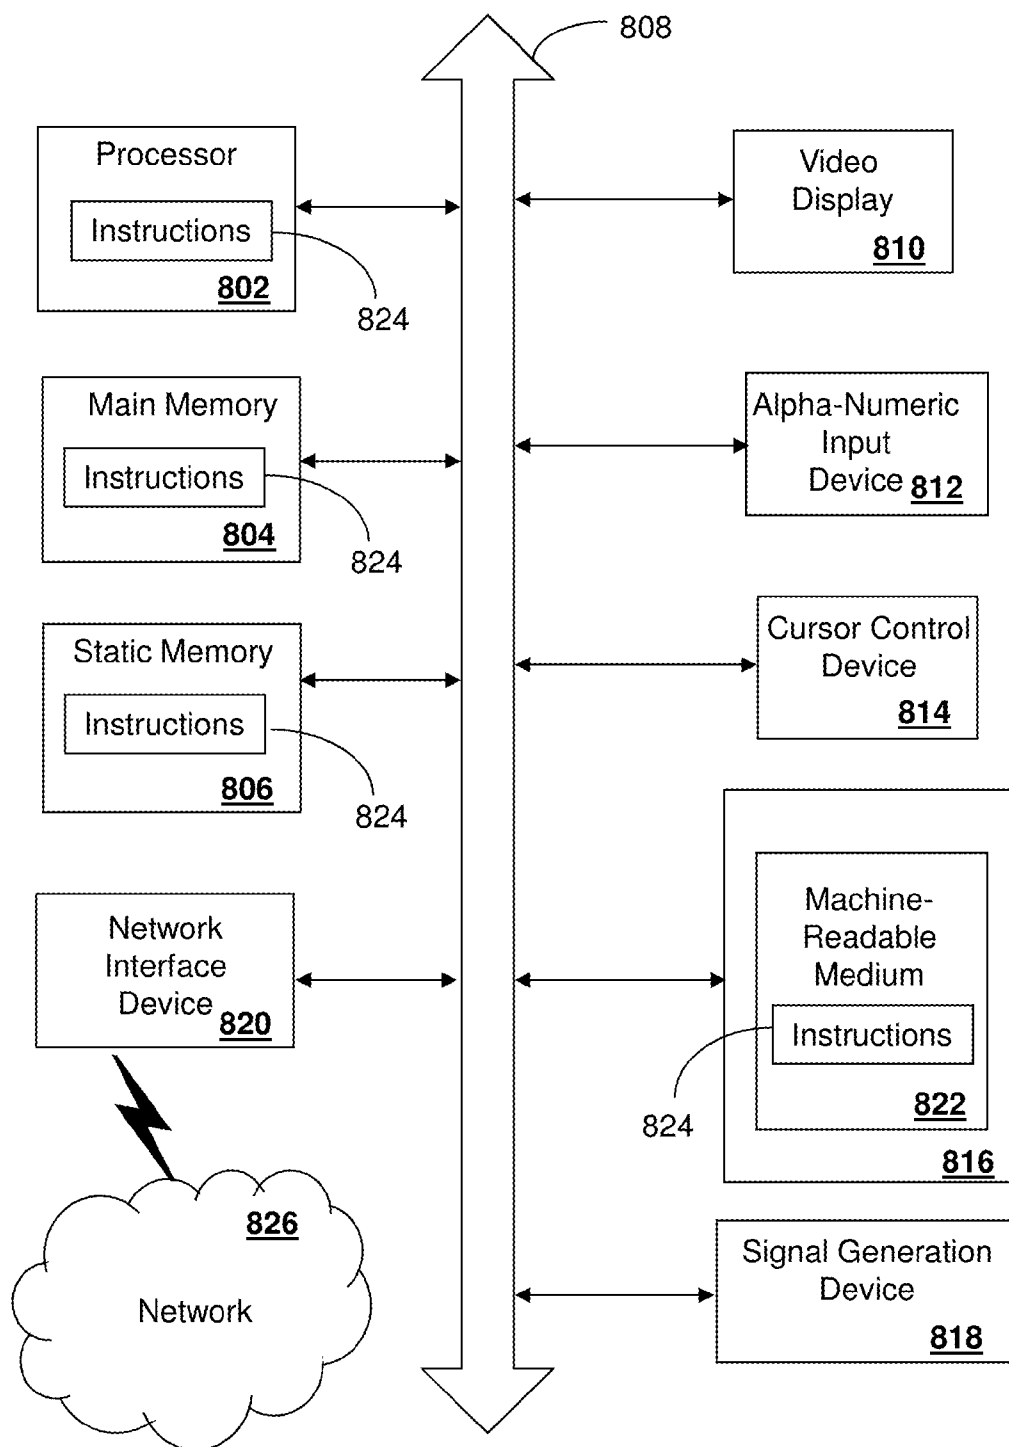 808
Processor
Instructions
802
824
Main Memory
Instructions
804
824
Static Memory
Instructions
806
824
Network
Interface
Device
820
826
Network
Video
Display
810
Alpha-Numeric
Input
Device
812
Cursor Control
Device
814
Machine-
Readable
Medium
Instructions
824
822
816
Signal Generation
Device
818